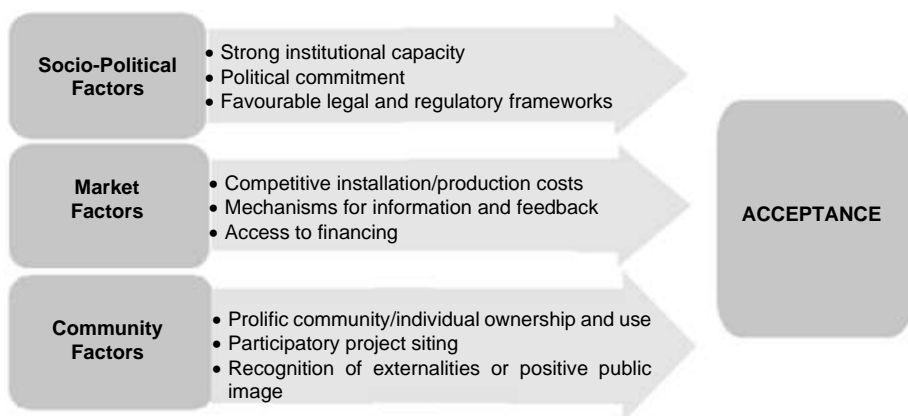 Socio-Political
Factors
• Strong institutional capacity
• Political commitment
• Favourable legal and regulatory frameworks
Market
Factors
• Competitive installation/production costs
• Mechanisms for information and feedback
• Access to financing
Community
Factors
• Prolific community/individual ownership and use
• Participatory project siting
• Recognition of externalities or positive public
image
ACCEPTANCE